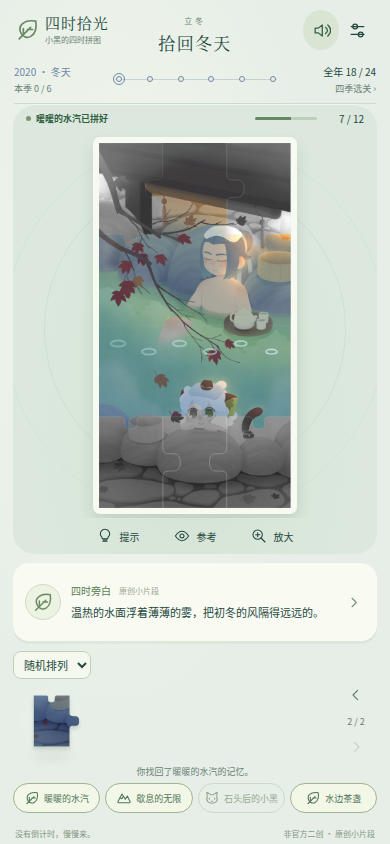 四时拾光
小黑的四时拼图
立冬
拾回冬天
2020 · 冬天
本季 0 / 6
全年 18 / 24
四季选关 ›
暖暖的水汽已拼好
7 / 12
提示
参考
放大
四时旁白 原创小片段
温热的水面浮着薄薄的雾，把初冬的风隔得远远的。
随机排列
2 / 2
你找回了暖暖的水汽的记忆。
暖暖的水汽
歇息的无限
石头后的小黑
水边茶盏
没有倒计时，慢慢来。
非官方二创 · 原创小片段